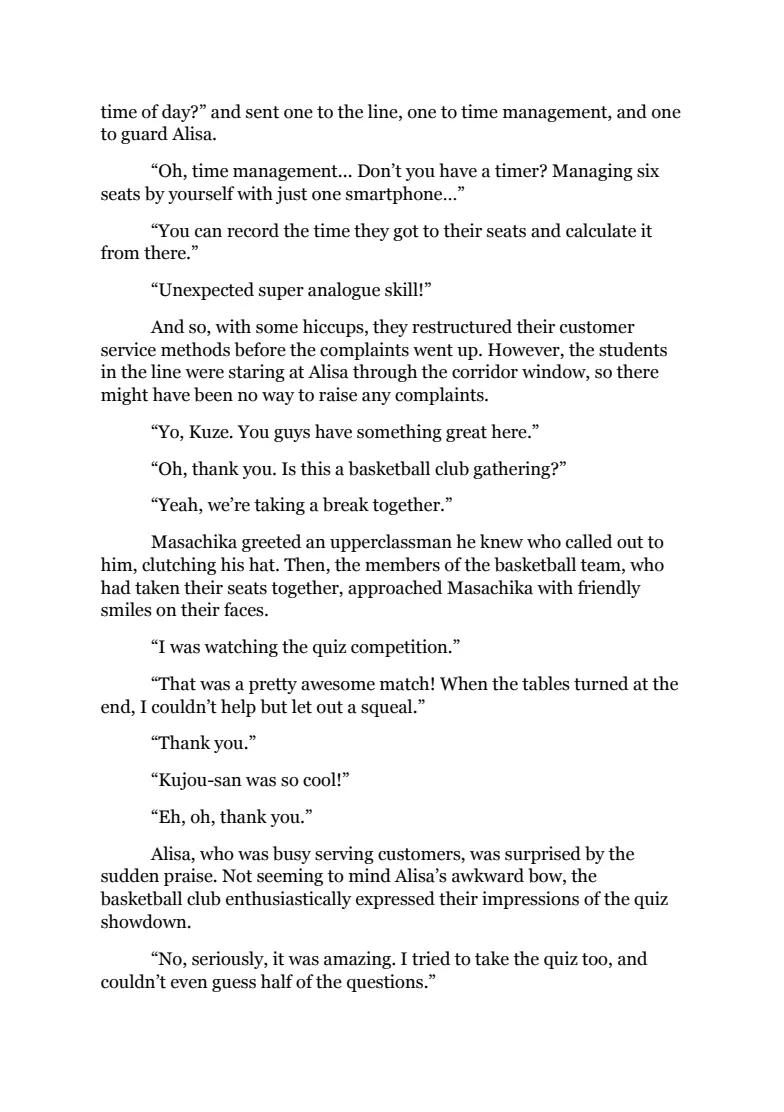 time of day?” and sent one to the line, one to time management, and one
to guard Alisa.
“Oh, time management... Don’t you have a timer? Managing six
seats by yourself with just one smartphone...”
“You can record the time they got to their seats and calculate it
from there.”
“Unexpected super analogue skill!”
And so, with some hiccups, they restructured their customer
service methods before the complaints went up. However, the students
in the line were staring at Alisa through the corridor window, so there
might have been no way to raise any complaints.
“Yo, Kuze. You guys have something great here.”
“Oh, thank you. Is this a basketball club gathering?”
“Yeah, we’re taking a break together.”
Masachika greeted an upperclassman he knew who called out to
him, clutching his hat. Then, the members of the basketball team, who
had taken their seats together, approached Masachika with friendly
smiles on their faces.
“I was watching the quiz competition.”
“That was a pretty awesome match! When the tables turned at the
end, I couldn’t help but let out a squeal.”
“Thank you.”
“Kujou-san was so cool!”
“Eh, oh, thank you.”
Alisa, who was busy serving customers, was surprised by the
sudden praise. Not seeming to mind Alisa’s awkward bow, the
basketball club enthusiastically expressed their impressions of the quiz
showdown.
“No, seriously, it was amazing. I tried to take the quiz too, and
couldn’t even guess half of the questions.”